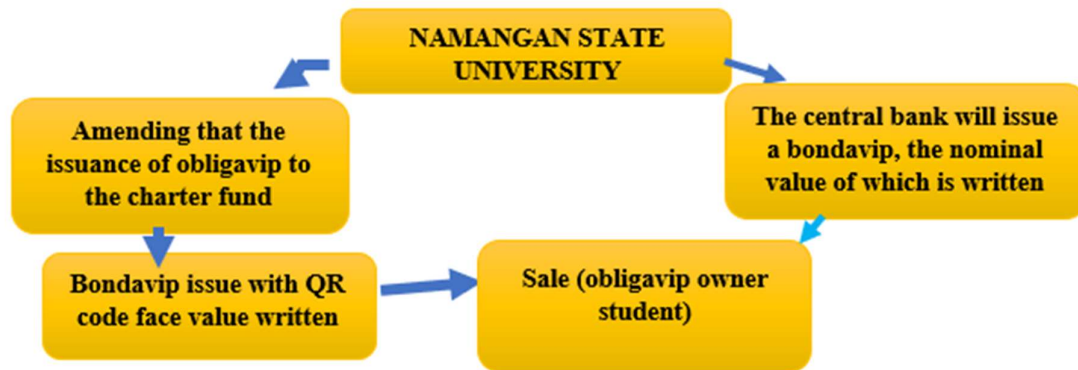 NAMANGAN STATE
UNIVERSITY
Amending that the
issuance of obligavip to
the charter fund
The central bank will issue
a bondavip, the nominal
value of which is written
Bondavip issue with QR
code face value written
Sale (obligavip owner
student)